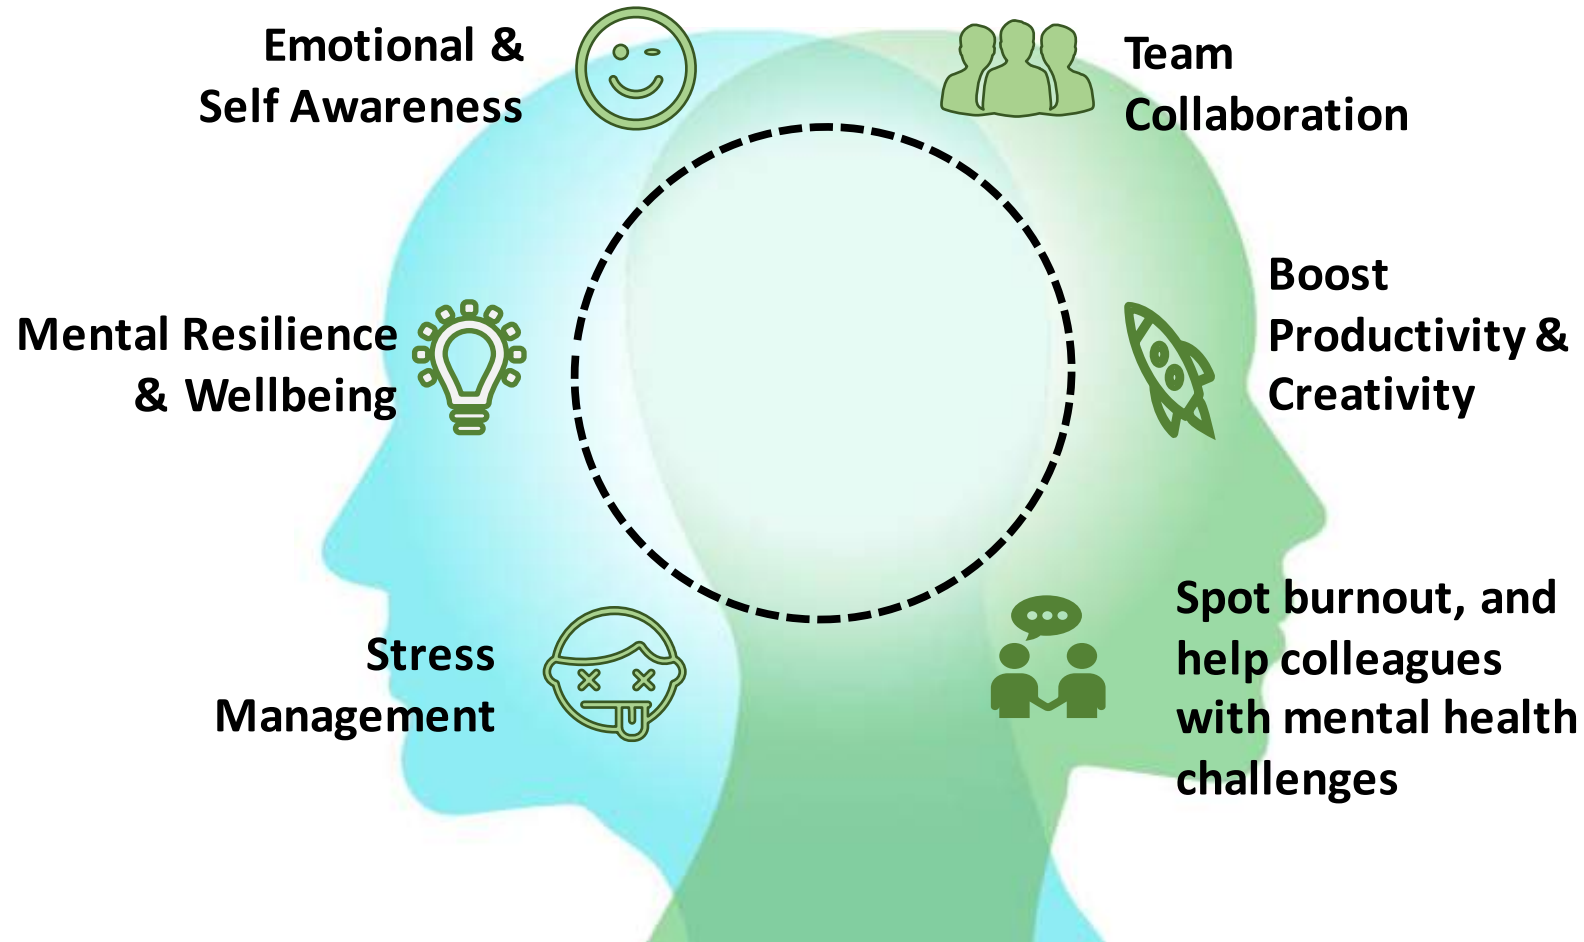 Emotional &
Self Awareness
Team
Collaboration
Mental Resilience
& Wellbeing
Boost
Productivity &
Creativity
Stress
Management
Spot burnout, and
help colleagues
with mental health
challenges